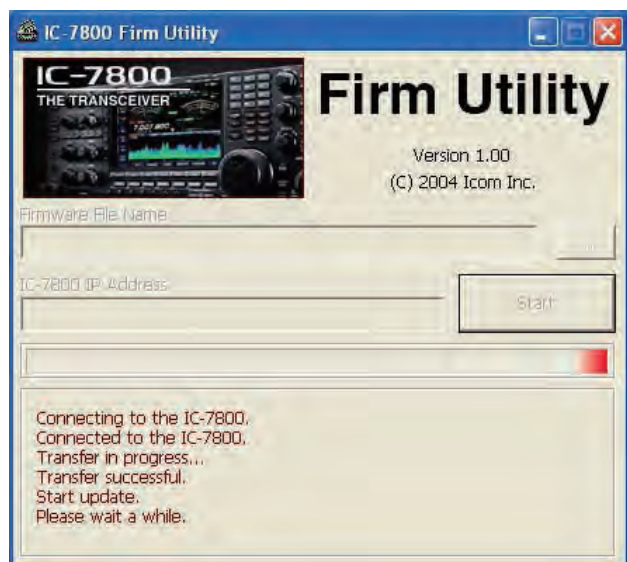 IC-7800 Firm Utility
IC-7800
THE TRANSCEIVER
Firm Utility
Version 1.00
(C) 2004 Icom Inc.
Firmware File Name
IC-7800 IP Address
Start
Connecting to the IC-7800.
Connected to the IC-7800.
Transfer in progress...
Transfer successful.
Start update.
Please wait a while.